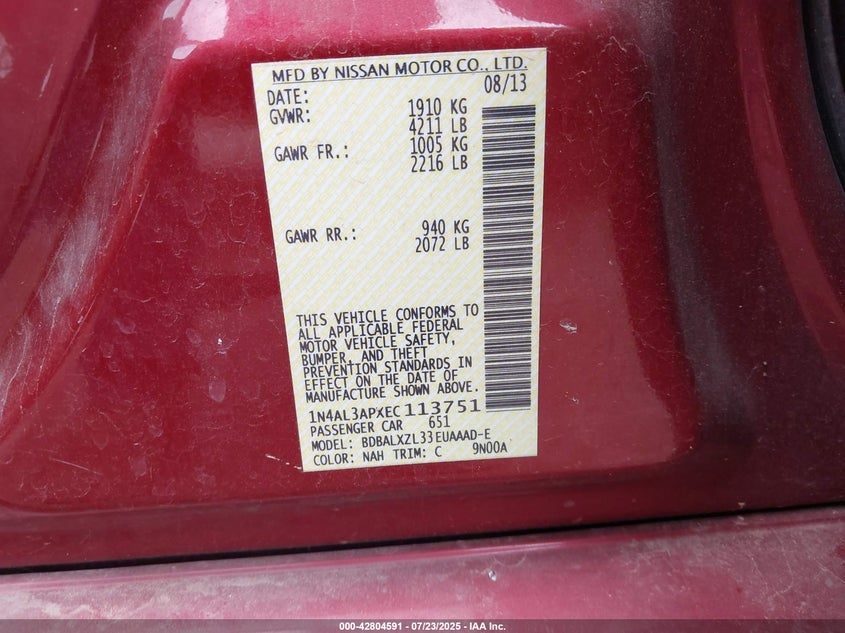 MFD BY NISSAN MOTOR CO., LTD.
DATE: 08/13
GVWR: 1910 KG
4211 LB
GAWR FR.: 1005 KG
2216 LB
GAWR RR.: 940 KG
2072 LB
THIS VEHICLE CONFORMS TO
ALL APPLICABLE FEDERAL
MOTOR VEHICLE SAFETY,
BUMPER, AND THEFT
PREVENTION STANDARDS IN
EFFECT ON THE DATE OF
MANUFACTURE SHOWN ABOVE.
1N4AL3APXEC113751
PASSENGER CAR 651
MODEL: BDBALXZL33EUAAAD-E
COLOR: NAH TRIM: C 9N00A
000-42804591 / 07/23/2025 - IAA Inc.